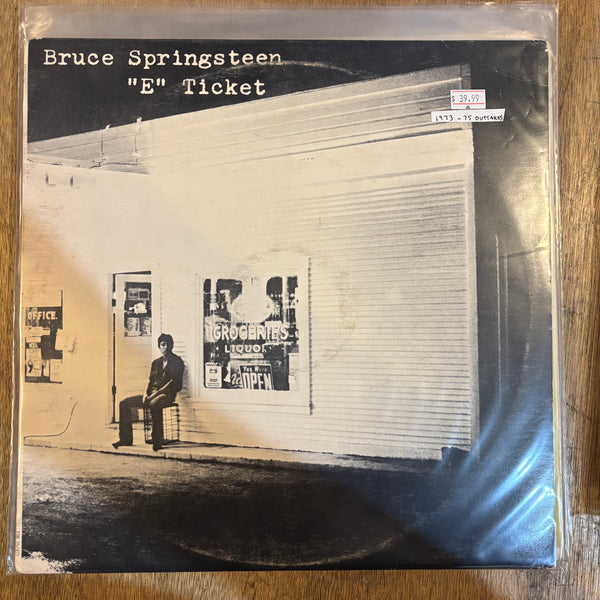 Bruce Springsteen
"E" Ticket
$ 39.99
1973 - 75 OUTTAKES
OFFICE
GROCERIES
LIQUOR
OPEN